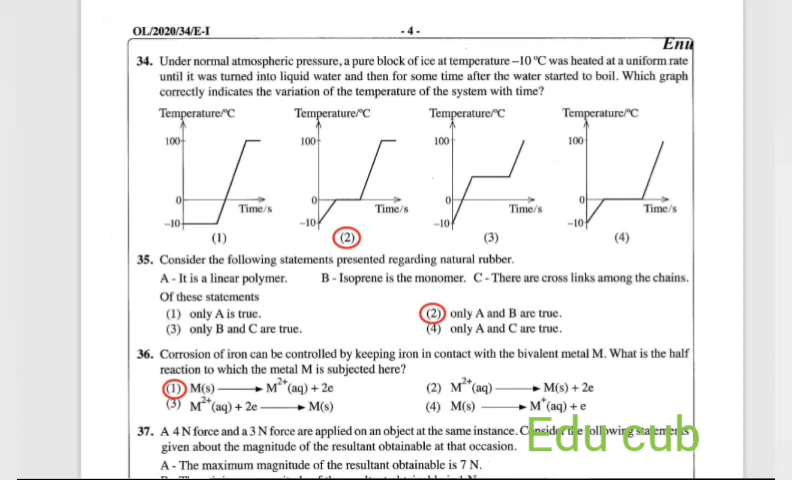 OL/2020/34/E-I
- 4 -
Enu
34. Under normal atmospheric pressure, a pure block of ice at temperature –10 °C was heated at a uniform rate
until it was turned into liquid water and then for some time after the water started to boil. Which graph
correctly indicates the variation of the temperature of the system with time?
Temperature/°C Temperature/°C Temperature/°C Temperature/°C
100 100 100 100
0 0 0 0
Time/s Time/s Time/s Time/s
–10 –10 –10 –10
(1) (2) (3) (4)
35. Consider the following statements presented regarding natural rubber.
A - It is a linear polymer. B - Isoprene is the monomer. C - There are cross links among the chains.
Of these statements
(1) only A is true. (2) only A and B are true.
(3) only B and C are true. (4) only A and C are true.
36. Corrosion of iron can be controlled by keeping iron in contact with the bivalent metal M. What is the half
reaction to which the metal M is subjected here?
(1) M(s) ⟶ M²⁺(aq) + 2e (2) M²⁺(aq) ⟶ M(s) + 2e
(3) M²⁺(aq) + 2e ⟶ M(s) (4) M(s) ⟶ M⁺(aq) + e
37. A 4 N force and a 3 N force are applied on an object at the same instance. Consider the following statements
given about the magnitude of the resultant obtainable at that occasion.
Edu cub
A - The maximum magnitude of the resultant obtainable is 7 N.